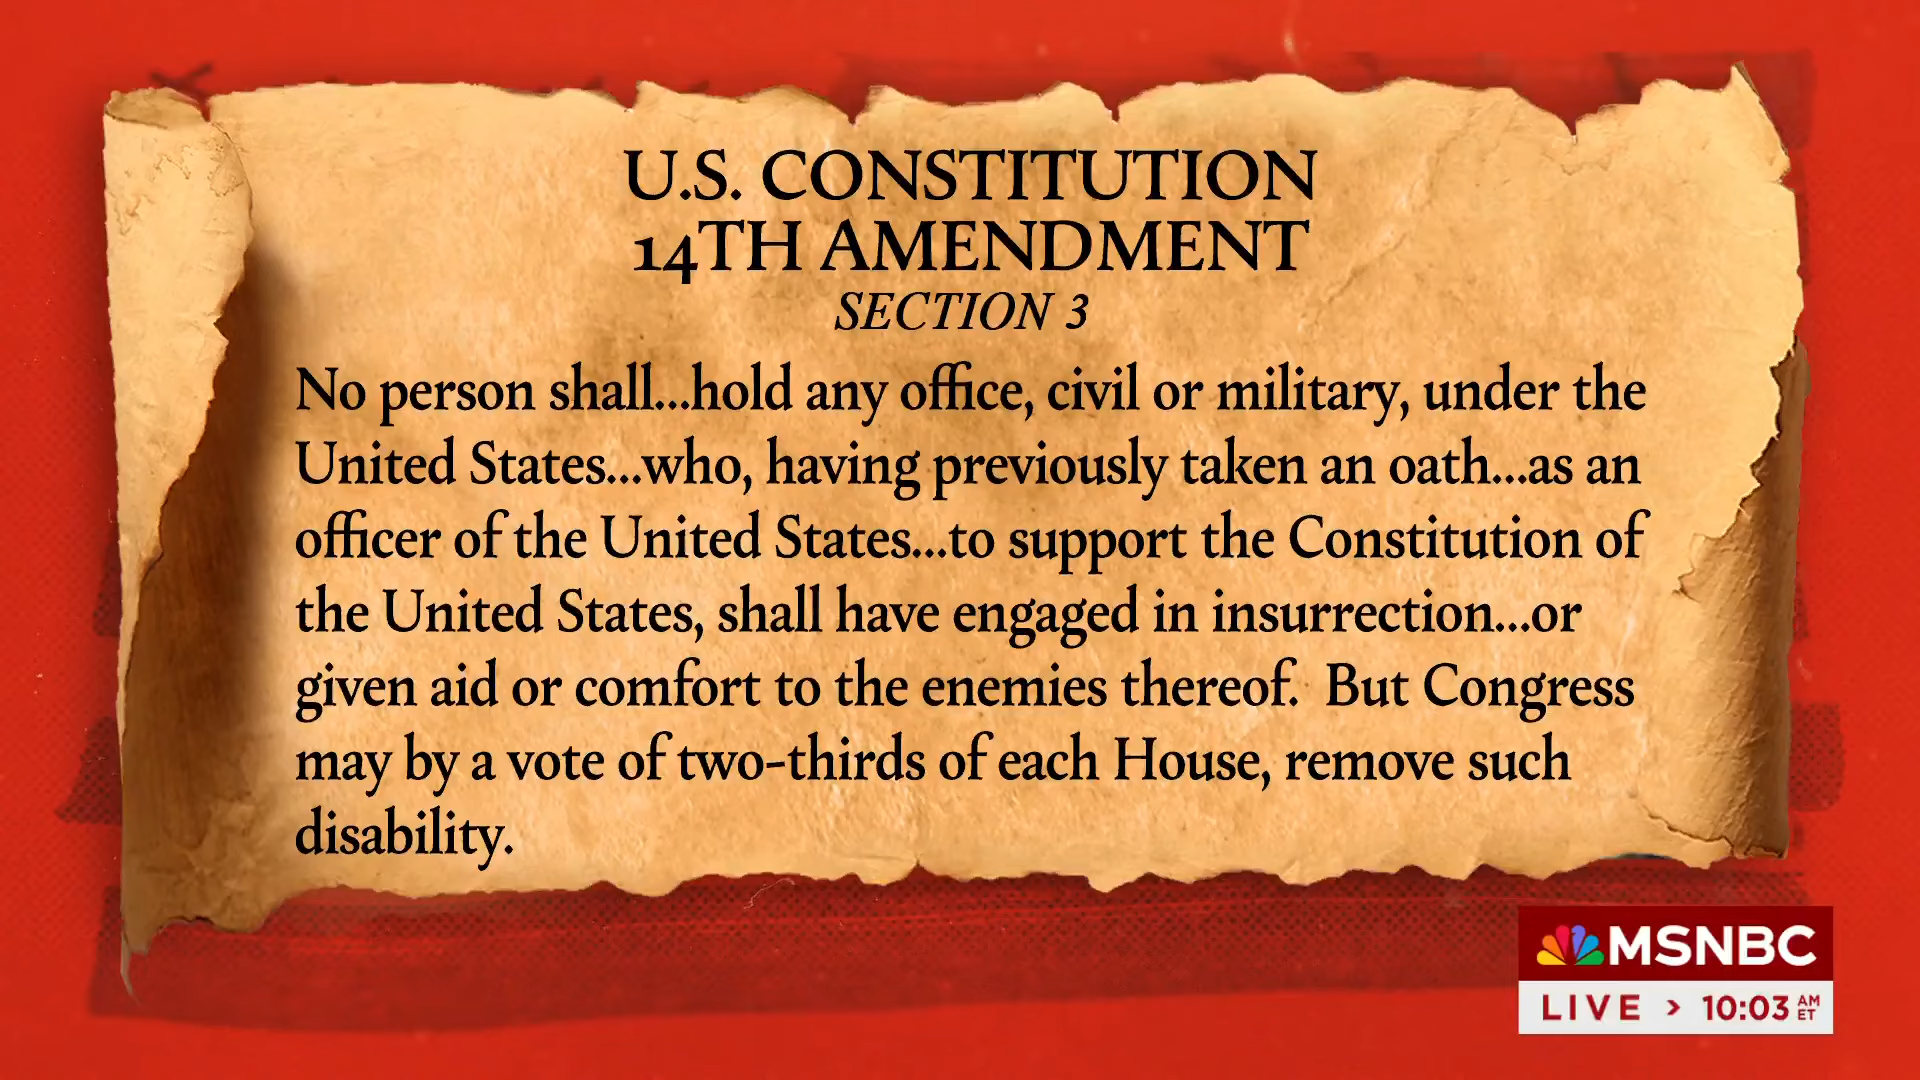 U.S. CONSTITUTION
14TH AMENDMENT
SECTION 3
No person shall...hold any office, civil or military, under the
United States...who, having previously taken an oath...as an
officer of the United States...to support the Constitution of
the United States, shall have engaged in insurrection...or
given aid or comfort to the enemies thereof.  But Congress
may by a vote of two-thirds of each House, remove such
disability.
MSNBC
LIVE > 10:03 AM ET